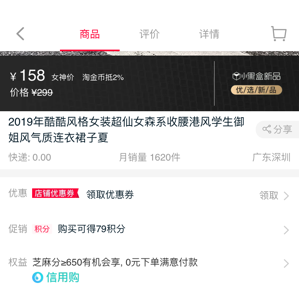 商品 评价 详情
¥ 158 女神价 淘金币抵2%
小黑盒新品
价格 ¥299
优/选/新/品
2019年酷酷风格女装超仙女森系收腰港风学生御
姐风气质连衣裙子夏
分享
快递: 0.00 月销量 1620件 广东深圳
优惠 店铺优惠券 领取优惠券 领取
促销 积分 购买可得79积分
权益 芝麻分≥650有机会享, 0元下单满意付款
信用购